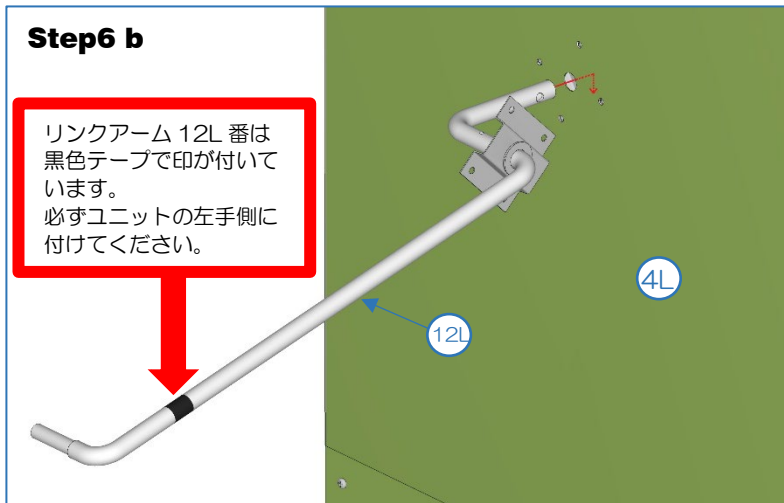 Step6 b
リンクアーム 12L 番は
黒色テープで印が付いて
います。
必ずユニットの左手側に
付けてください。
4L
12L